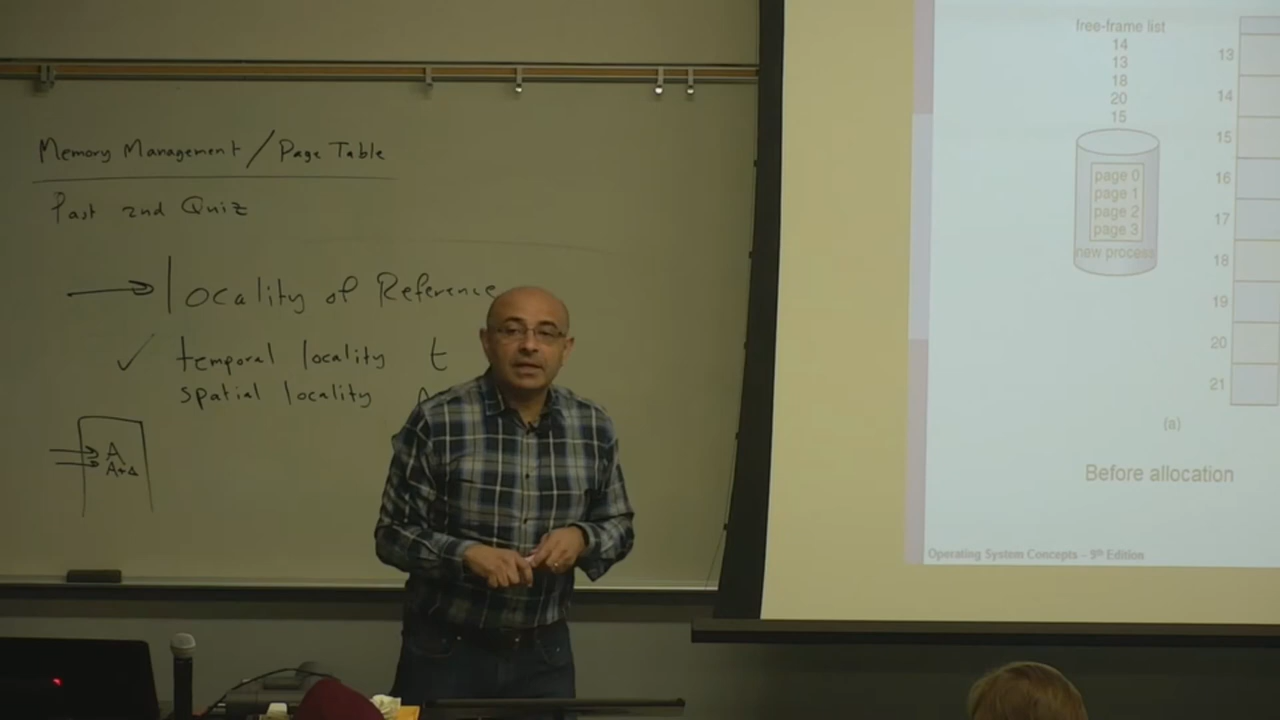 Memory Management / Page Table
Past 2nd Quiz
locality of Reference
temporal locality t
spatial locality
A
A+Δ
free-frame list
14
13
18
20
15
page 0
page 1
page 2
page 3
new process
13
14
15
16
17
18
19
20
21
(a)
Before allocation
Operating System Concepts – 9th Edition